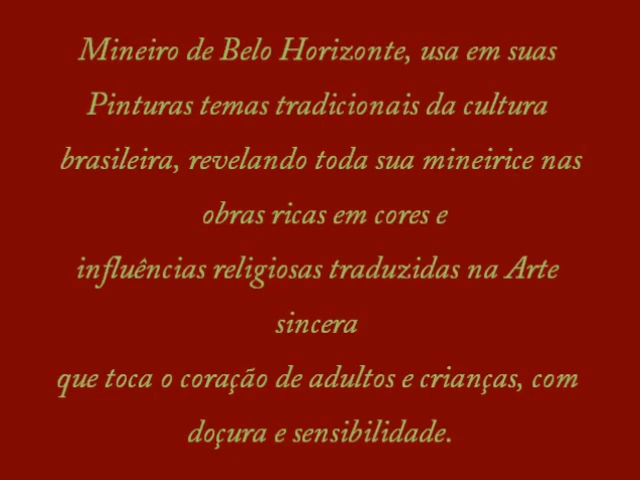 Mineiro de Belo Horizonte, usa em suas
Pinturas temas tradicionais da cultura
brasileira, revelando toda sua mineirice nas
obras ricas em cores e
influências religiosas traduzidas na Arte
sincera
que toca o coração de adultos e crianças, com
doçura e sensibilidade.